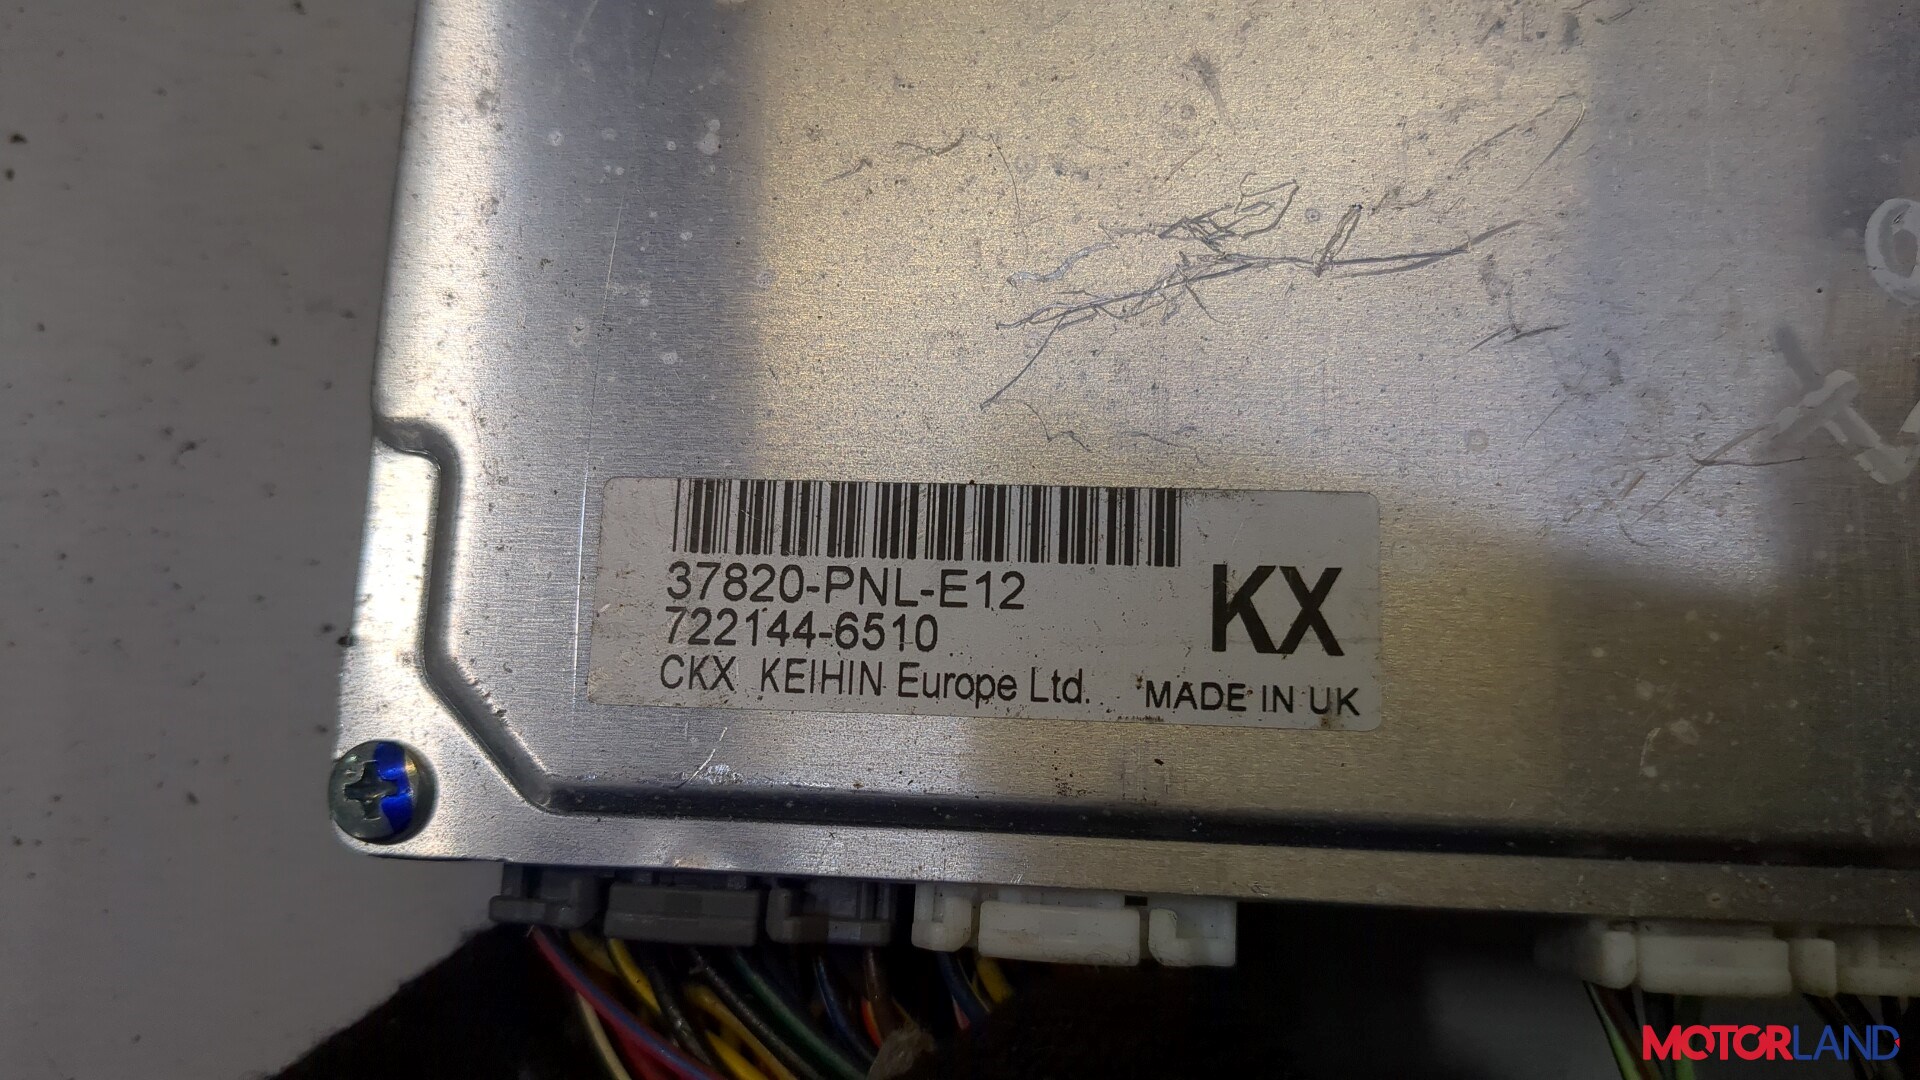 37820-PNL-E12
722144-6510
KX
CKX KEIHIN Europe Ltd. MADE IN UK
MOTORLAND